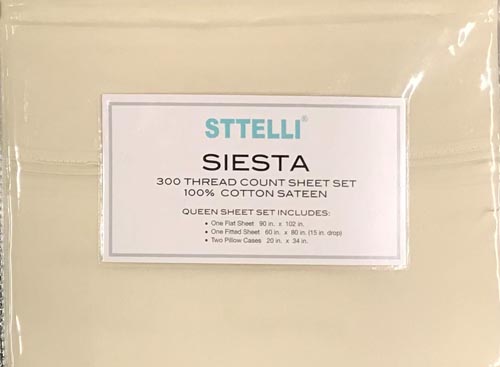 STTELLI®
SIESTA
300 THREAD COUNT SHEET SET
100% COTTON SATEEN
QUEEN SHEET SET INCLUDES:
• One Flat Sheet 90 in. x 102 in.
• One Fitted Sheet 60 in. x 80 in. (15 in. drop)
• Two Pillow Cases 20 in. x 34 in.